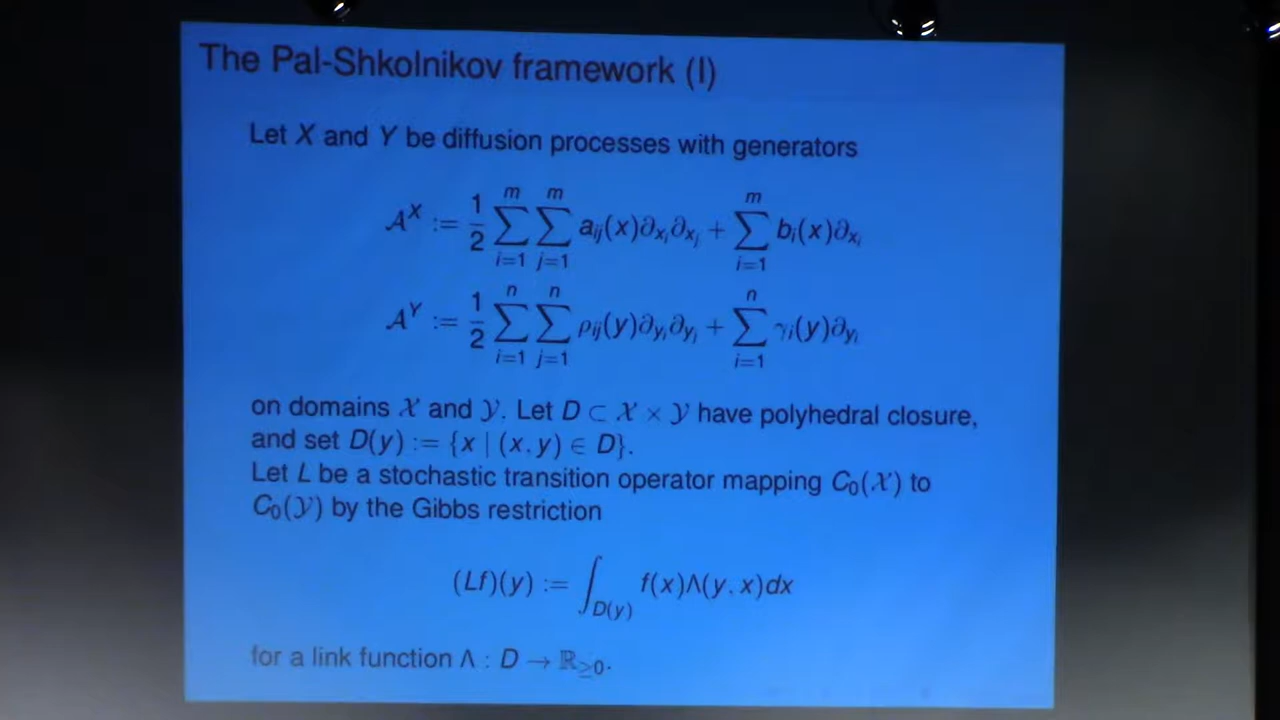 The Pal-Shkolnikov framework (I)
Let X and Y be diffusion processes with generators
A^X := 1/2 ∑_{i=1}^m ∑_{j=1}^m a_{ij}(x)∂_{x_i}∂_{x_j} + ∑_{i=1}^m b_i(x)∂_{x_i}
A^Y := 1/2 ∑_{i=1}^n ∑_{j=1}^n ρ_{ij}(y)∂_{y_i}∂_{y_j} + ∑_{i=1}^n γ_i(y)∂_{y_i}
on domains 𝒳 and 𝒴. Let D ⊂ 𝒳 × 𝒴 have polyhedral closure,
and set D(y) := {x | (x, y) ∈ D}.
Let L be a stochastic transition operator mapping C_0(𝒳) to
C_0(𝒴) by the Gibbs restriction
(Lf)(y) := ∫_{D(y)} f(x)Λ(y, x)dx
for a link function Λ : D → ℝ_{≥0}.